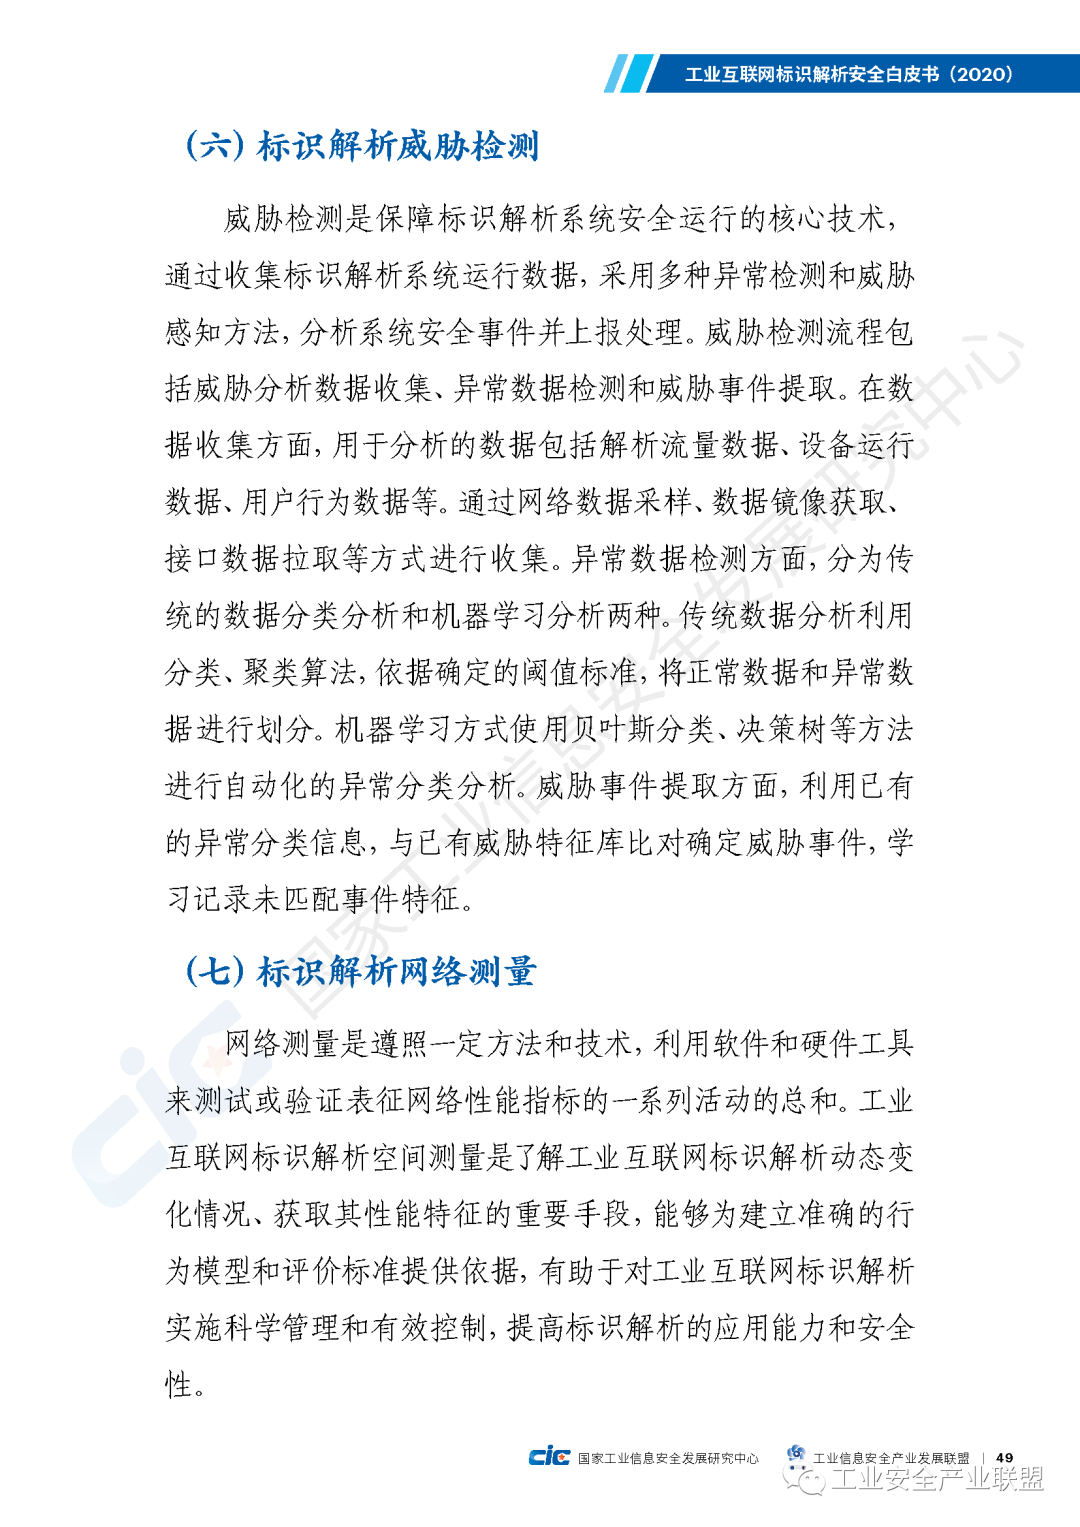 工业互联网标识解析安全白皮书（2020）
（六）标识解析威胁检测
威胁检测是保障标识解析系统安全运行的核心技术，
通过收集标识解析系统运行数据，采用多种异常检测和威胁
感知方法，分析系统安全事件并上报处理。威胁检测流程包
括威胁分析数据收集、异常数据检测和威胁事件提取。在数
据收集方面，用于分析的数据包括解析流量数据、设备运行
数据、用户行为数据等。通过网络数据采样、数据镜像获取、
接口数据拉取等方式进行收集。异常数据检测方面，分为传
统的数据分类分析和机器学习分析两种。传统数据分析利用
分类、聚类算法，依据确定的阈值标准，将正常数据和异常数
据进行划分。机器学习方式使用贝叶斯分类、决策树等方法
进行自动化的异常分类分析。威胁事件提取方面，利用已有
的异常分类信息，与已有威胁特征库比对确定威胁事件，学
习记录未匹配事件特征。
（七）标识解析网络测量
网络测量是遵照一定方法和技术，利用软件和硬件工具
来测试或验证表征网络性能指标的一系列活动的总和。工业
互联网标识解析空间测量是了解工业互联网标识解析动态变
化情况、获取其性能特征的重要手段，能够为建立准确的行
为模型和评价标准提供依据，有助于对工业互联网标识解析
实施科学管理和有效控制，提高标识解析的应用能力和安全
性。
国家工业信息安全发展研究中心
CIC
CIC 国家工业信息安全发展研究中心 工业信息安全产业发展联盟 | 49
工业安全产业联盟